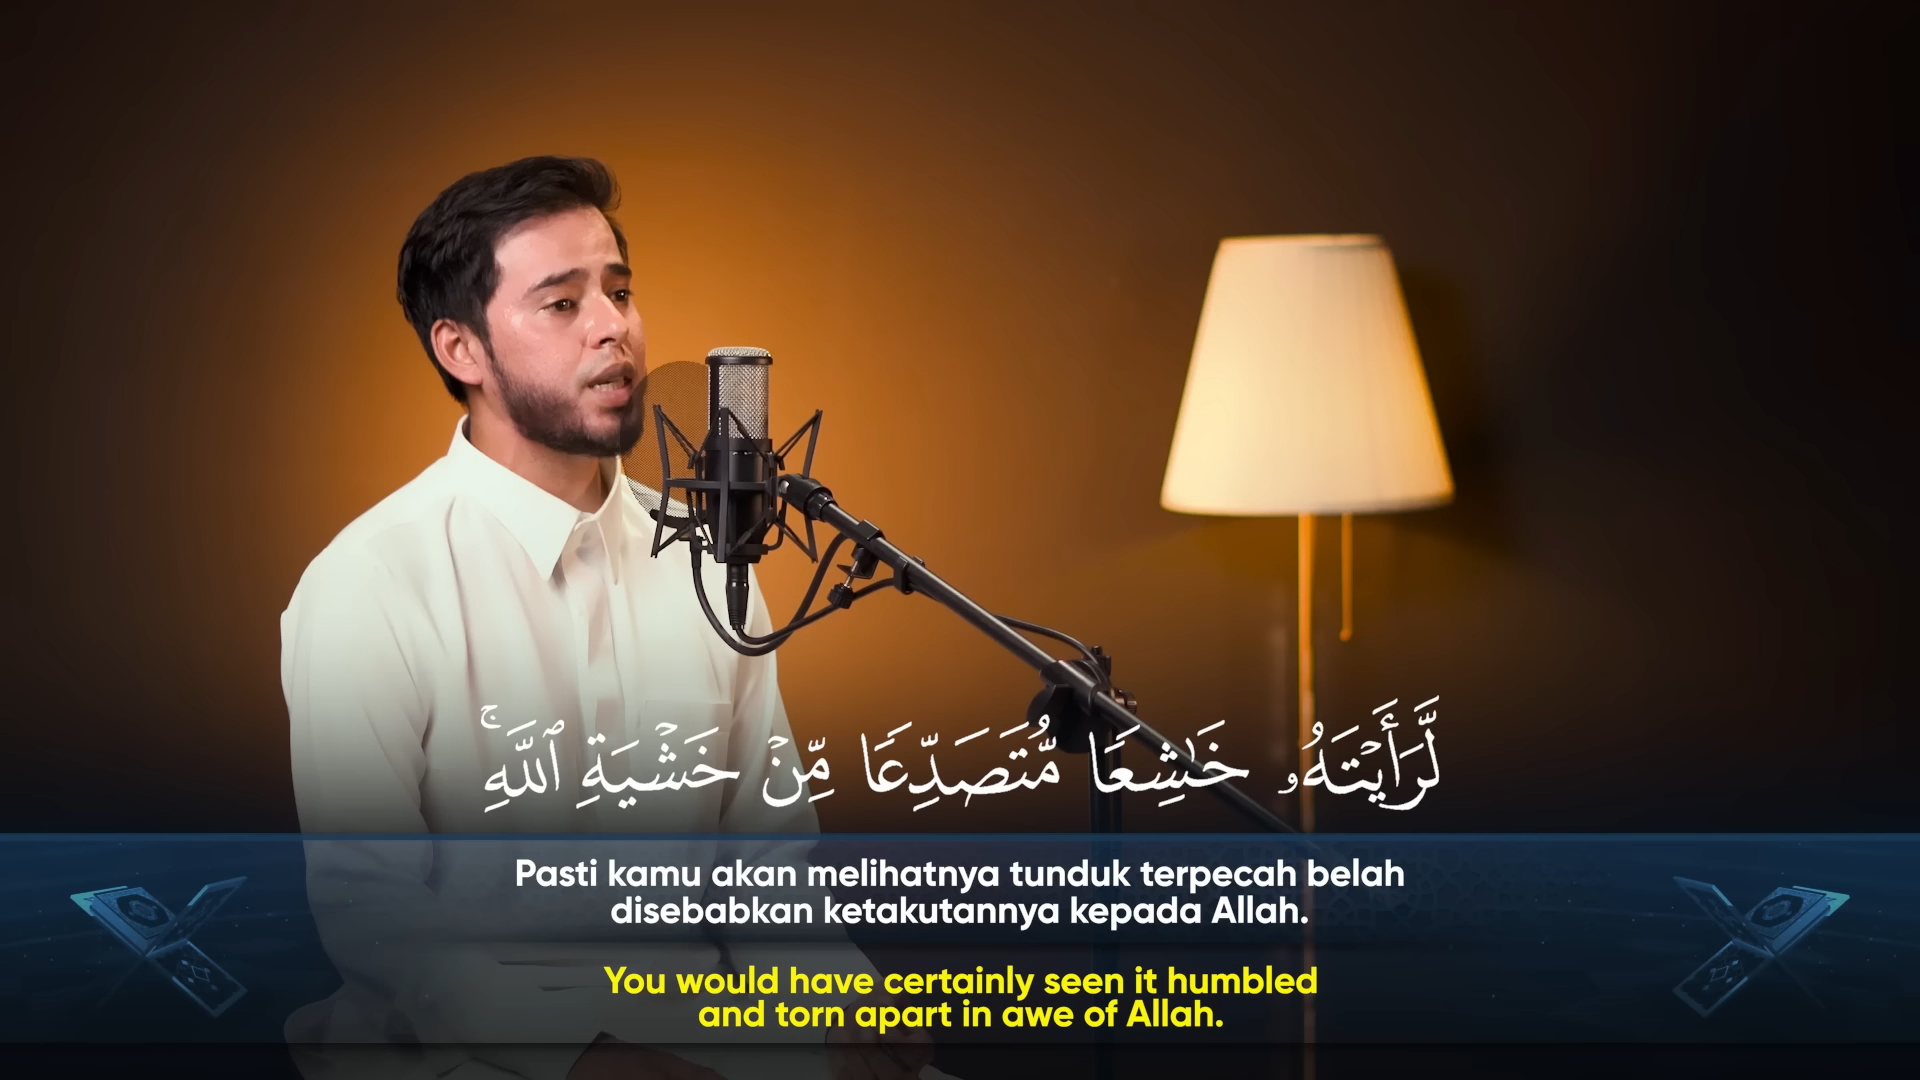 لَّرَأَيْتَهُۥ خَٰشِعًا مُّتَصَدِّعًا مِّنْ خَشْيَةِ ٱللَّهِ ۚ
Pasti kamu akan melihatnya tunduk terpecah belah
disebabkan ketakutannya kepada Allah.
You would have certainly seen it humbled
and torn apart in awe of Allah.